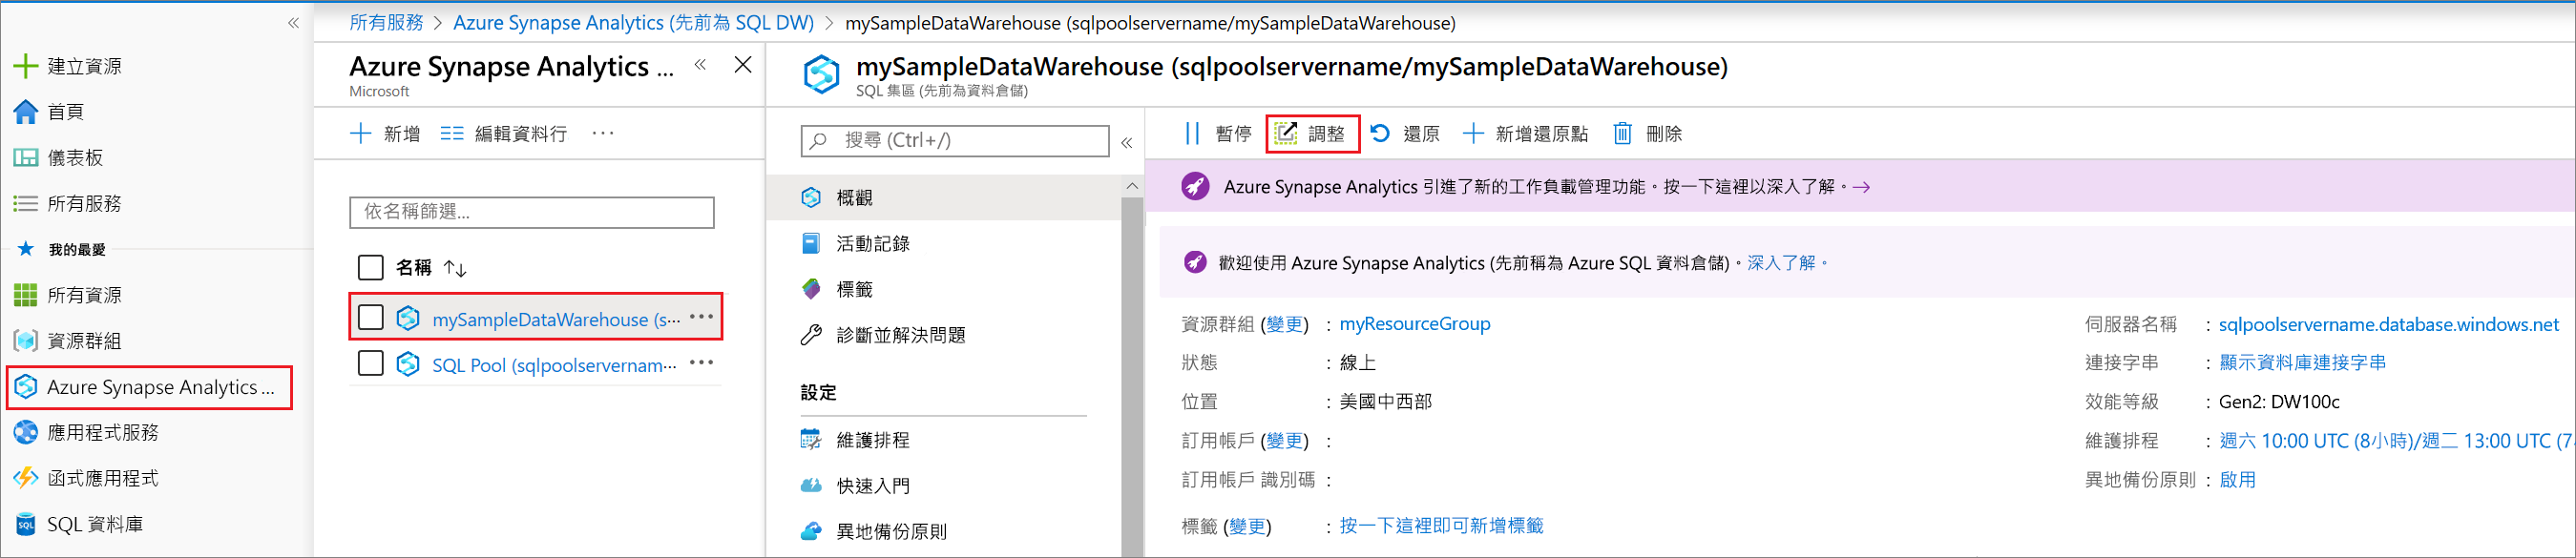 所有服務 > Azure Synapse Analytics (先前為 SQL DW) > mySampleDataWarehouse (sqlpoolservername/mySampleDataWarehouse)
建立資源
首頁
儀表板
所有服務
我的最愛
所有資源
資源群組
Azure Synapse Analytics ...
應用程式服務
函式應用程式
SQL 資料庫
Azure Synapse Analytics ...
Microsoft
新增 編輯資料行 ...
依名稱篩選...
名稱
mySampleDataWarehouse (s... ...
SQL Pool (sqlpoolservernam... ...
mySampleDataWarehouse (sqlpoolservername/mySampleDataWarehouse)
SQL 集區 (先前為資料倉儲)
搜尋 (Ctrl+/)
概觀
活動記錄
標籤
診斷並解決問題
設定
維護排程
快速入門
異地備份原則
暫停 調整 還原 新增還原點 刪除
Azure Synapse Analytics 引進了新的工作負載管理功能。按一下這裡以深入了解。→
歡迎使用 Azure Synapse Analytics (先前稱為 Azure SQL 資料倉儲)。深入了解。
資源群組 (變更) : myResourceGroup
狀態 : 線上
位置 : 美國中西部
訂用帳戶 (變更) :
訂用帳戶 識別碼 :
標籤 (變更) : 按一下這裡即可新增標籤
伺服器名稱 : sqlpoolservername.database.windows.net
連接字串 : 顯示資料庫連接字串
效能等級 : Gen2: DW100c
維護排程 : 週六 10:00 UTC (8小時)/週二 13:00 UTC (7
異地備份原則 : 啟用